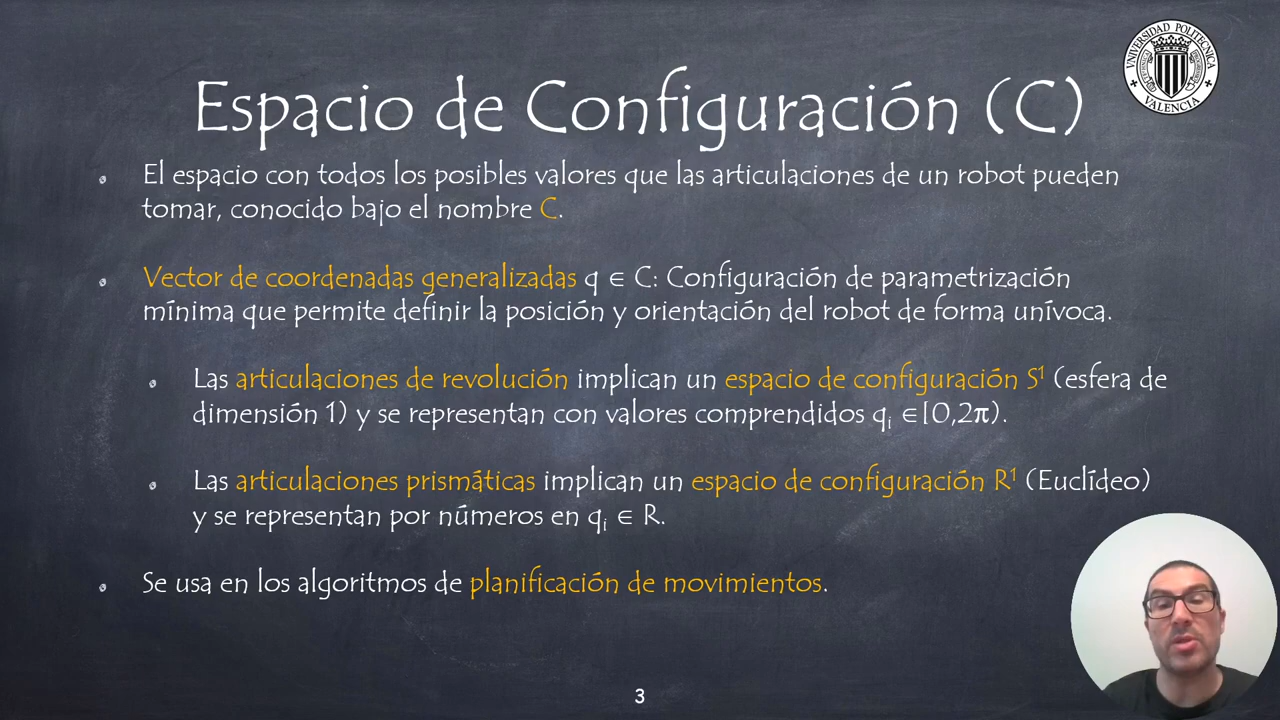 UNIVERSIDAD POLITECNICA
VALENCIA
Espacio de Configuración (C)
El espacio con todos los posibles valores que las articulaciones de un robot pueden
tomar, conocido bajo el nombre C.
Vector de coordenadas generalizadas q ∈ C: Configuración de parametrización
mínima que permite definir la posición y orientación del robot de forma unívoca.
Las articulaciones de revolución implican un espacio de configuración S¹ (esfera de
dimensión 1) y se representan con valores comprendidos qᵢ ∈[0,2π).
Las articulaciones prismáticas implican un espacio de configuración R¹ (Euclídeo)
y se representan por números en qᵢ ∈ R.
Se usa en los algoritmos de planificación de movimientos.
3